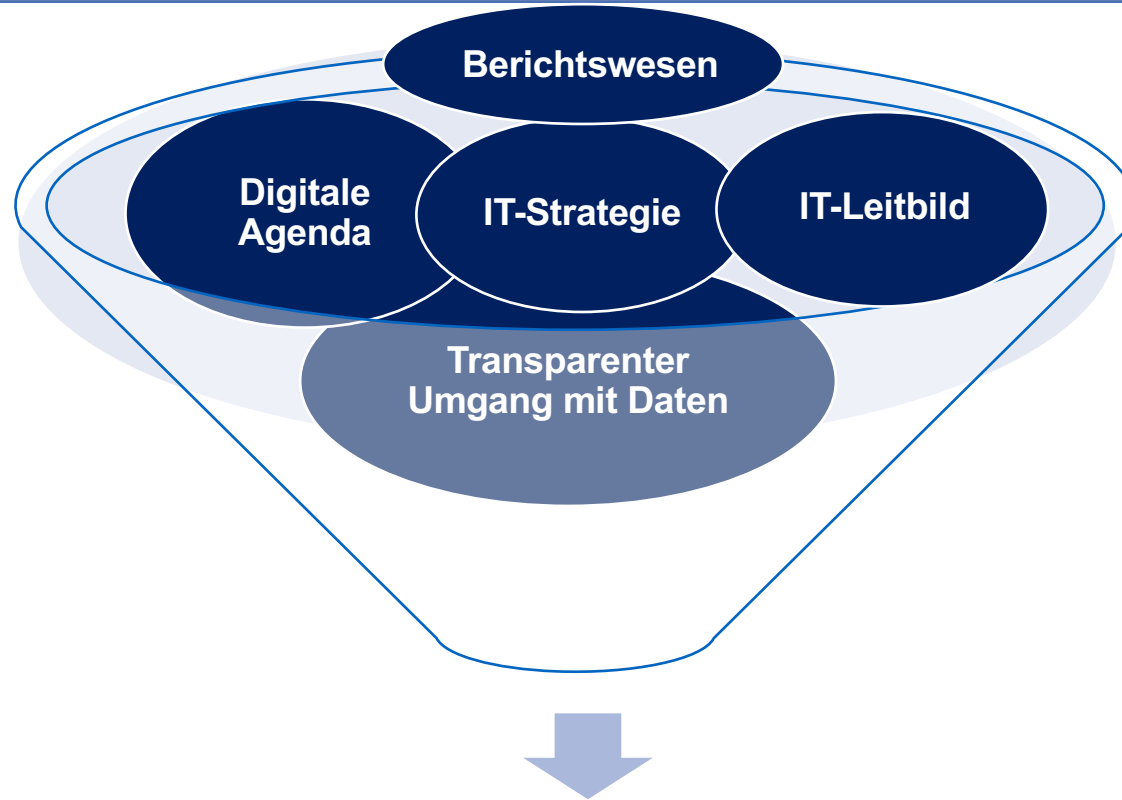 Berichtswesen
Digitale
Agenda
IT-Strategie
IT-Leitbild
Transparenter
Umgang mit Daten